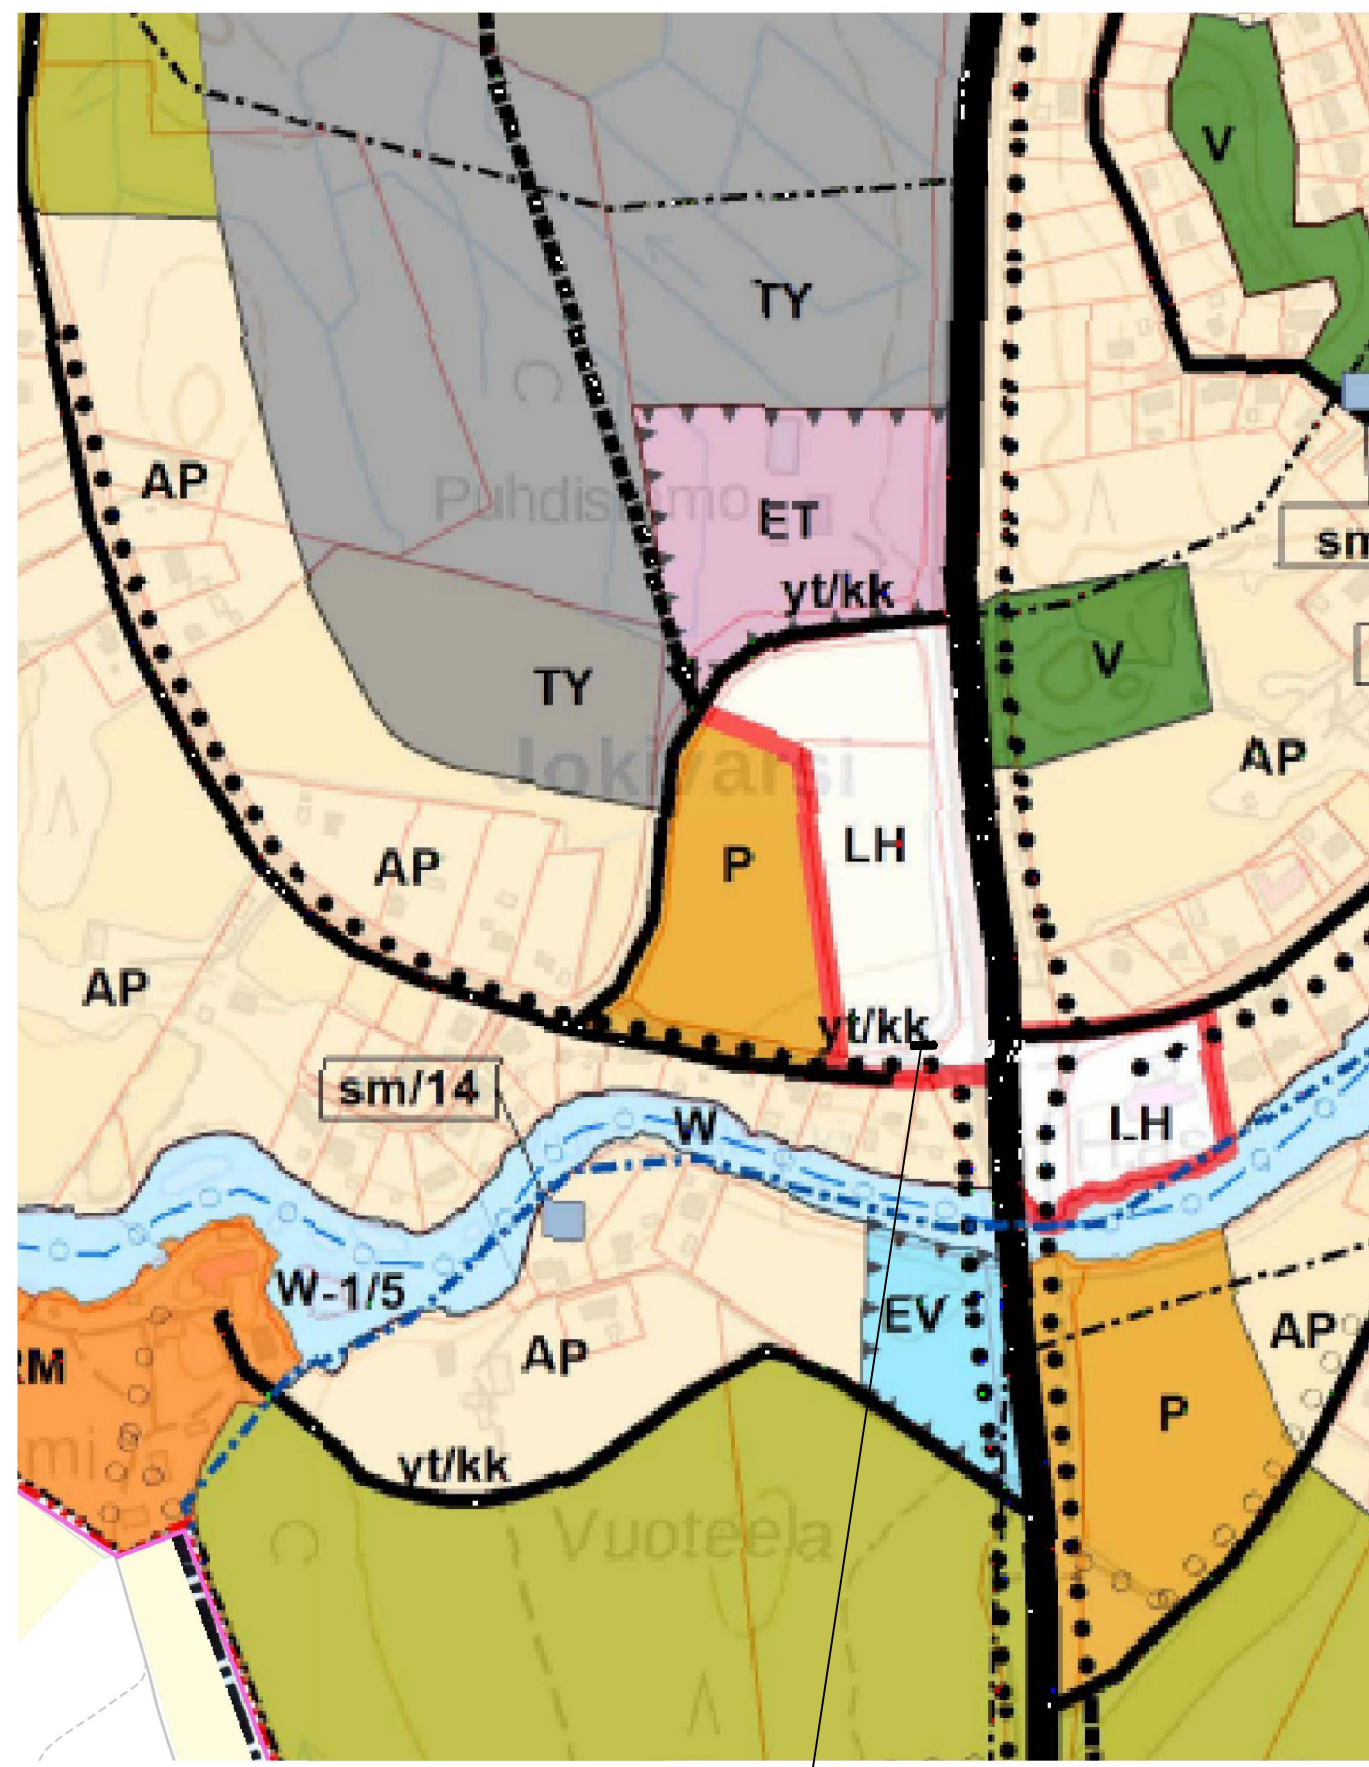 V
TY
AP
Puhdistamo
ET
sm
yt/kk
V
TY
Jokivarsi
AP
LH
P
AP
AP
yt/kk
sm/14
W
LH
W-1/5
EV
AP
AP
P
yt/kk
Vuoteela